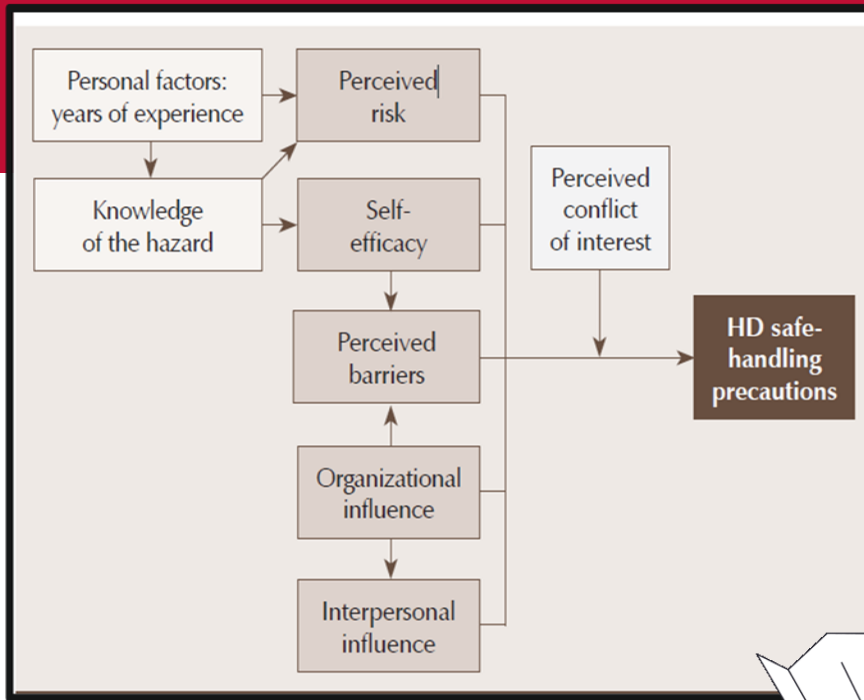 Personal factors:
years of experience
Perceived
risk
Knowledge
of the hazard
Self-
efficacy
Perceived
conflict
of interest
Perceived
barriers
HD safe-
handling
precautions
Organizational
influence
Interpersonal
influence